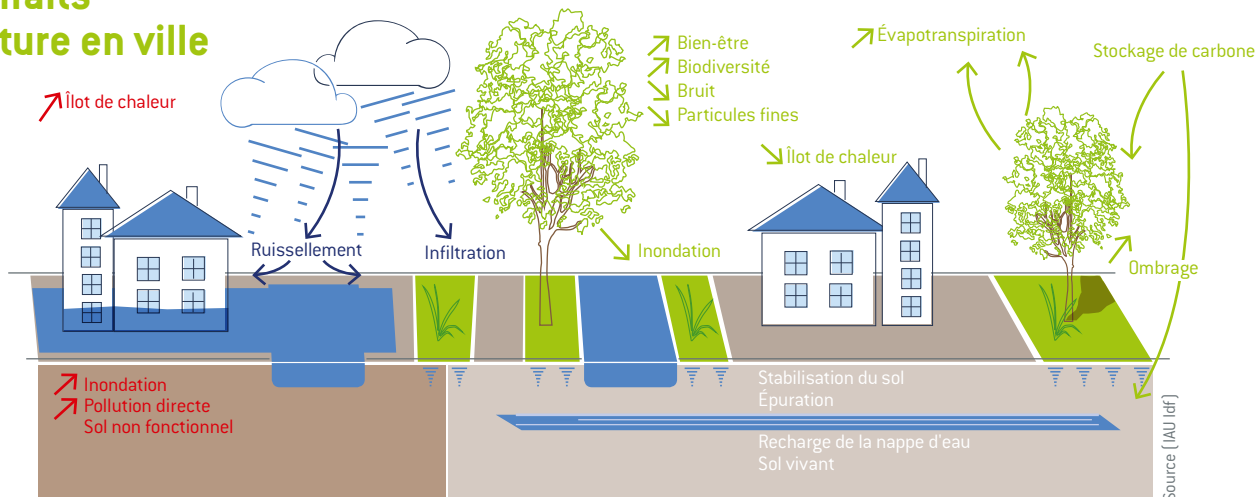 ture en ville
Îlot de chaleur
Bien-être
Biodiversité
Bruit
Particules fines
Évapotranspiration
Stockage de carbone
Îlot de chaleur
Ruissellement
Infiltration
Inondation
Ombrage
Inondation
Pollution directe
Sol non fonctionnel
Stabilisation du sol
Épuration
Recharge de la nappe d'eau
Sol vivant
Source (IAU Idf)